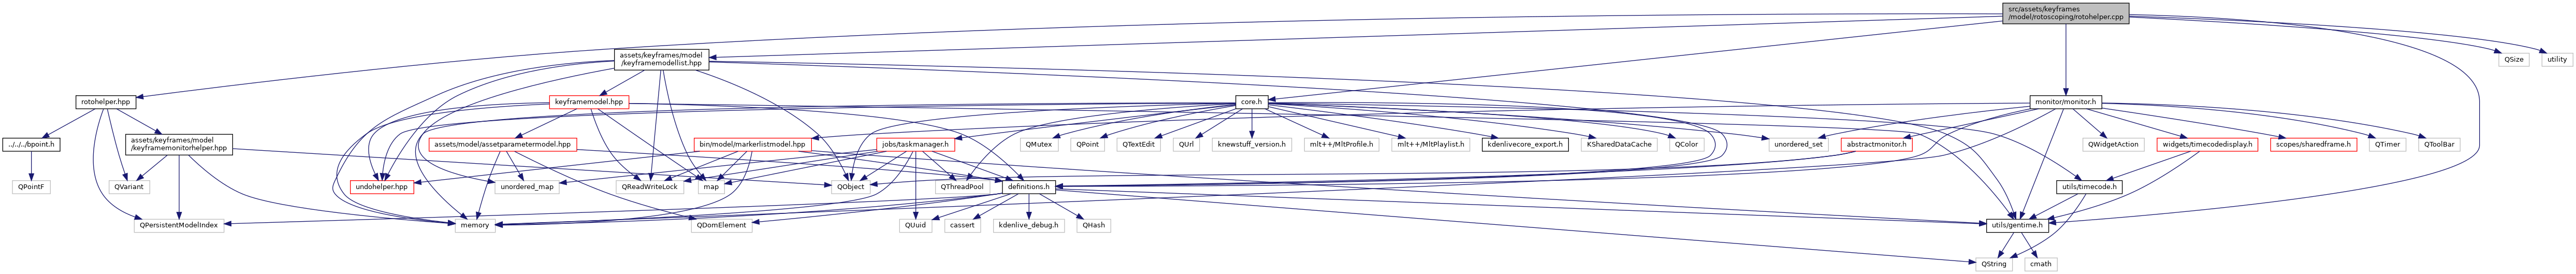 src/assets/keyframes
/model/rotoscoping/rotohelper.cpp
assets/keyframes/model
/keyframemodellist.hpp
QSize
utility
rotohelper.hpp
keyframemodel.hpp
core.h
monitor/monitor.h
../../../bpoint.h
assets/keyframes/model
/keyframemonitorhelper.hpp
assets/model/assetparametermodel.hpp
bin/model/markerlistmodel.hpp
jobs/taskmanager.h
QMutex
QPoint
QTextEdit
QUrl
knewstuff_version.h
mlt++/MltProfile.h
mlt++/MltPlaylist.h
kdenlivecore_export.h
KSharedDataCache
QColor
unordered_set
abstractmonitor.h
QWidgetAction
widgets/timecodedisplay.h
scopes/sharedframe.h
QTimer
QToolBar
QPointF
QVariant
undohelper.hpp
unordered_map
QReadWriteLock
map
QObject
QThreadPool
definitions.h
utils/timecode.h
QPersistentModelIndex
memory
QDomElement
QUuid
cassert
kdenlive_debug.h
QHash
utils/gentime.h
QString
cmath